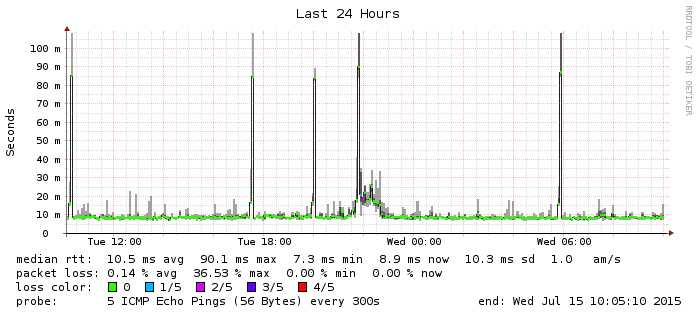 Last 24 Hours
RRDTOOL / TOBI OETIKER
Seconds
100 m
90 m
80 m
70 m
60 m
50 m
40 m
30 m
20 m
10 m
0
Tue 12:00 Tue 18:00 Wed 00:00 Wed 06:00
median rtt: 10.5 ms avg 90.1 ms max 7.3 ms min 8.9 ms now 10.3 ms sd 1.0 am/s
packet loss: 0.14 % avg 36.53 % max 0.00 % min 0.00 % now
loss color: 0 1/5 2/5 3/5 4/5
probe: 5 ICMP Echo Pings (56 Bytes) every 300s end: Wed Jul 15 10:05:10 2015